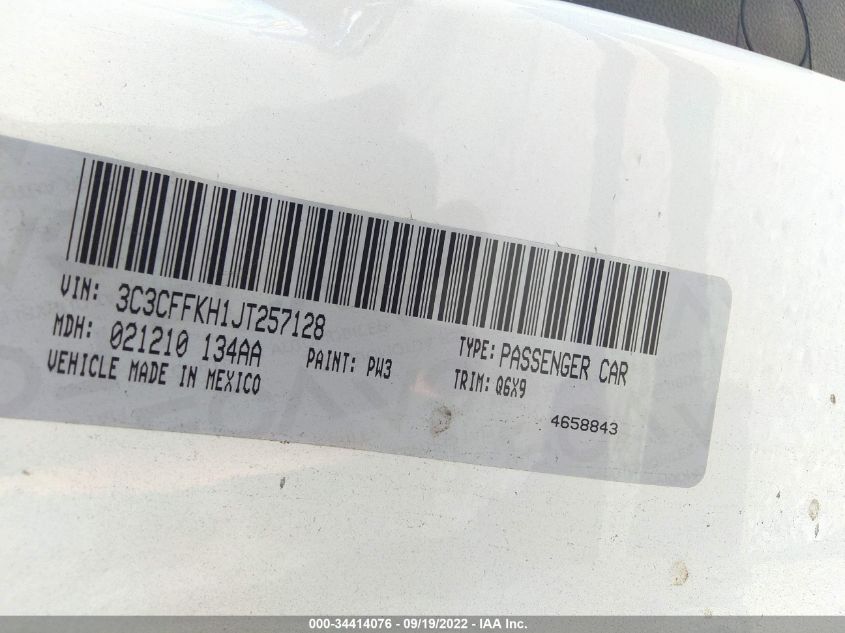 VIN: 3C3CFFKH1JT257128
MDH: 021210 134AA PAINT: PW3 TYPE: PASSENGER CAR
VEHICLE MADE IN MEXICO TRIM: Q6X9
4658843
000-34414076 - 09/19/2022 - IAA Inc.